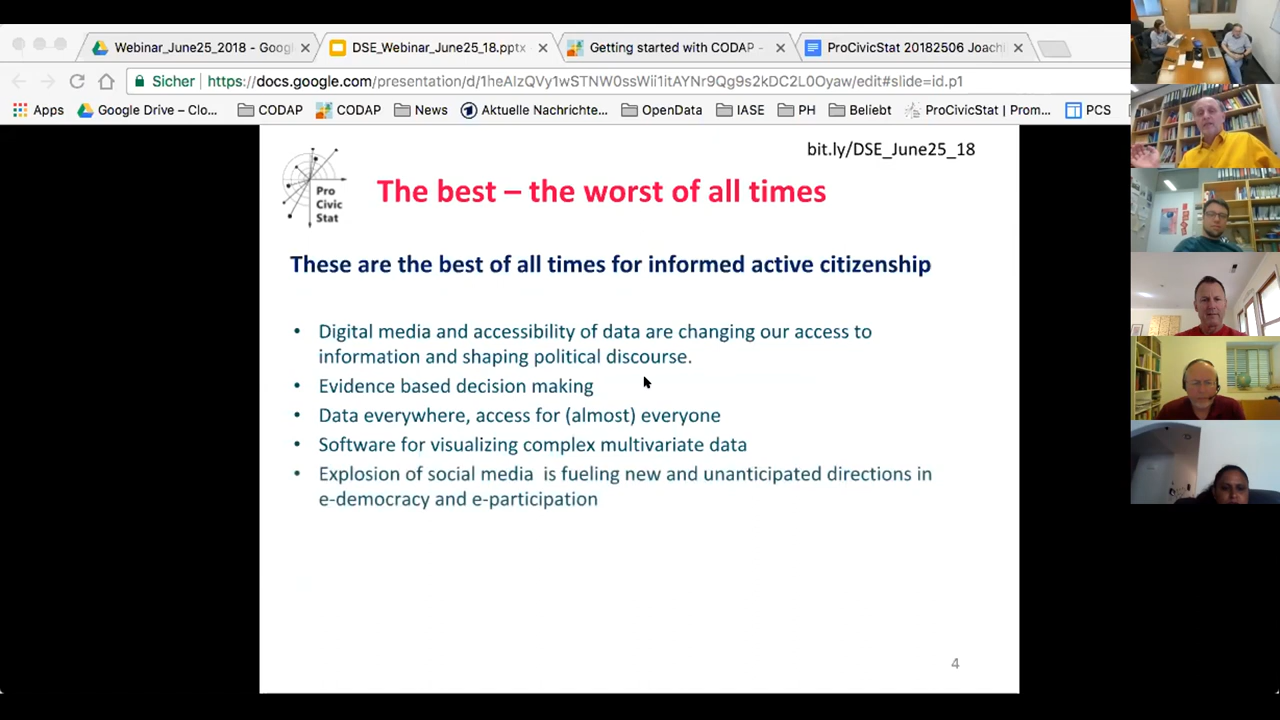 Webinar_June25_2018 - Googl
DSE_Webinar_June25_18.pptx
Getting started with CODAP -
ProCivicStat 20182506 Joachi
Sicher
https://docs.google.com/presentation/d/1heAIzQVy1wSTNW0ssWii1itAYNr9Qg9s2kDC2L0Oyaw/edit#slide=id.p1
Apps
Google Drive – Clo...
CODAP
CODAP
News
Aktuelle Nachrichte...
OpenData
IASE
PH
Beliebt
ProCivicStat | Prom...
PCS
bit.ly/DSE_June25_18
Pro
Civic
Stat
The best – the worst of all times
These are the best of all times for informed active citizenship
• Digital media and accessibility of data are changing our access to
information and shaping political discourse.
• Evidence based decision making
• Data everywhere, access for (almost) everyone
• Software for visualizing complex multivariate data
• Explosion of social media  is fueling new and unanticipated directions in
e-democracy and e-participation
4